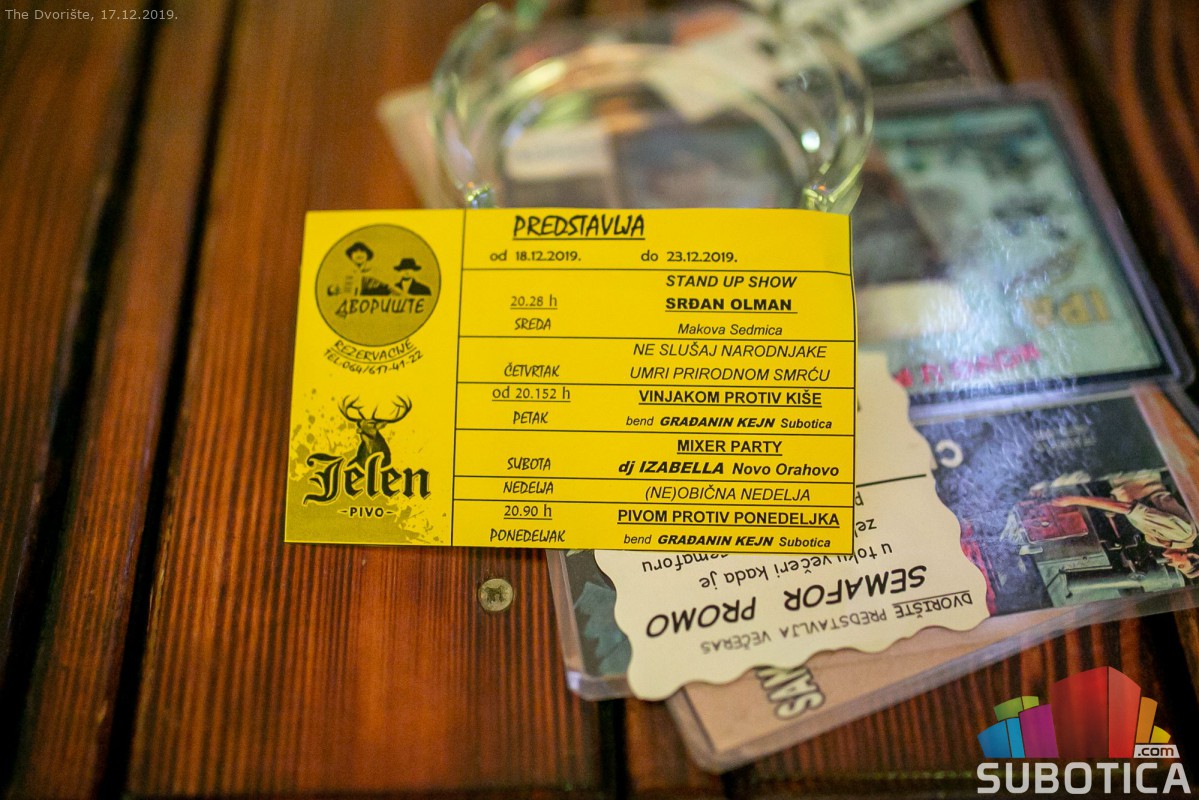 The Dvorište, 17.12.2019.
PREDSTAVLJA
od 18.12.2019. do 23.12.2019.
STAND UP SHOW
20.28 h SRĐAN OLMAN
SREDA Makova Sedmica
NE SLUŠAJ NARODNJAKE
ČETVRTAK UMRI PRIRODNOM SMRĆU
od 20.152 h VINJAKOM PROTIV KIŠE
PETAK bend GRAĐANIN KEJN Subotica
MIXER PARTY
SUBOTA dj IZABELLA Novo Orahovo
NEDELJA (NE)OBIČNA NEDELJA
20.90 h PIVOM PROTIV PONEDELJKA
PONEDELJAK bend GRAĐANIN KEJN Subotica
ДВОРИШТЕ
REZERVACIJE
TEL.064/617-41-22
Jelen
-PIVO-
DVORIŠTE PREDSTAVLJA VEČERAS
SEMAFOR PROMO
u toku večeri kada je
IPA
SUBOTICA
.com